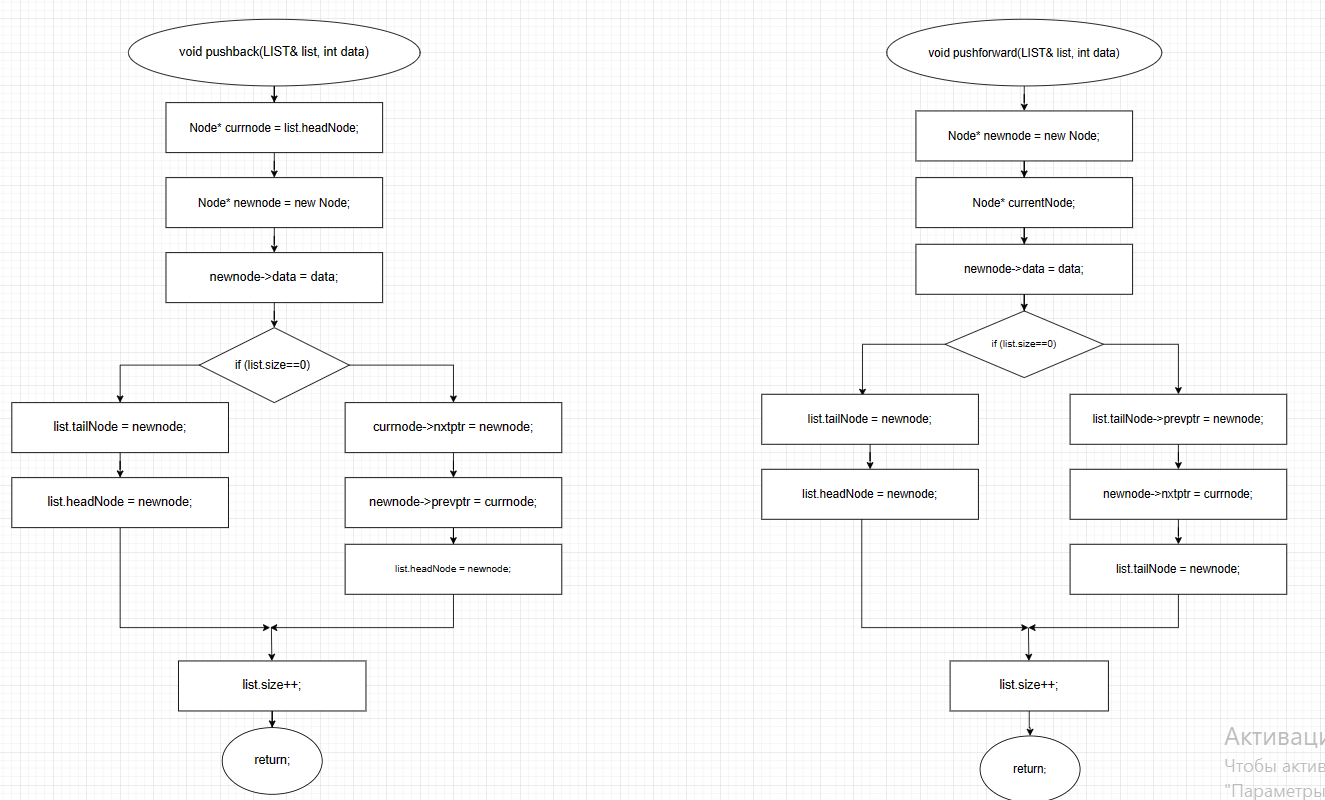 void pushback(LIST& list, int data)
Node* currnode = list.headNode;
Node* newnode = new Node;
newnode->data = data;
if (list.size==0)
list.tailNode = newnode;
list.headNode = newnode;
currnode->nxtptr = newnode;
newnode->prevptr = currnode;
list.headNode = newnode;
list.size++;
return;
void pushforward(LIST& list, int data)
Node* newnode = new Node;
Node* currentNode;
newnode->data = data;
if (list.size==0)
list.tailNode = newnode;
list.headNode = newnode;
list.tailNode->prevptr = newnode;
newnode->nxtptr = currnode;
list.tailNode = newnode;
list.size++;
return;
Активаци
Чтобы актив
"Параметры